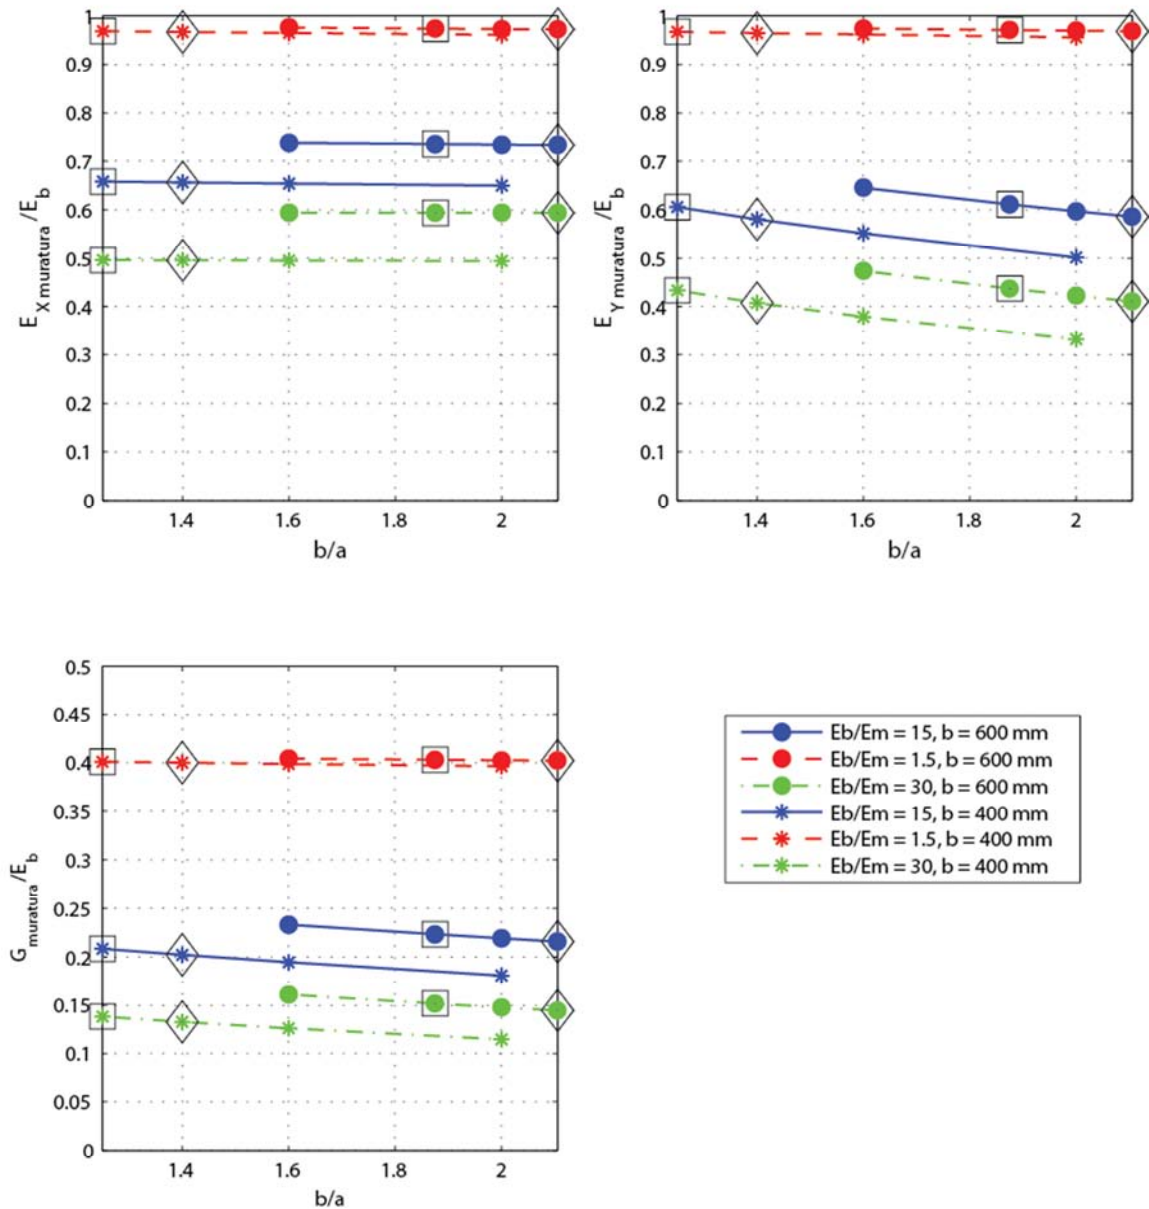 1
0.9
0.8
0.7
0.6
0.5
0.4
0.3
0.2
0.1
0
1.4 1.6 1.8 2
b/a
E X muratura /E b
1
0.9
0.8
0.7
0.6
0.5
0.4
0.3
0.2
0.1
0
1.4 1.6 1.8 2
b/a
E Y muratura /E b
0.5
0.45
0.4
0.35
0.3
0.25
0.2
0.15
0.1
0.05
0
1.4 1.6 1.8 2
b/a
G muratura /E b
Eb/Em = 15, b = 600 mm
Eb/Em = 1.5, b = 600 mm
Eb/Em = 30, b = 600 mm
Eb/Em = 15, b = 400 mm
Eb/Em = 1.5, b = 400 mm
Eb/Em = 30, b = 400 mm